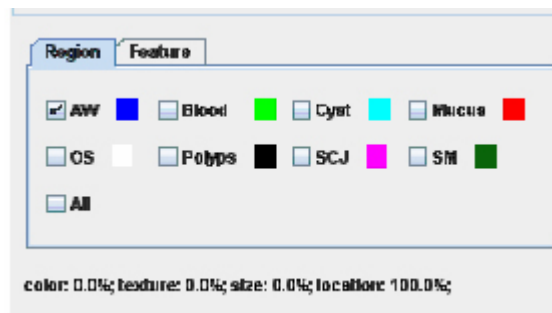 Region Feature
AW Blood Cyst Mucus
OS Polyps SCJ SM
All
color: 0.0%; texture: 0.0%; size: 0.0%; location: 100.0%;